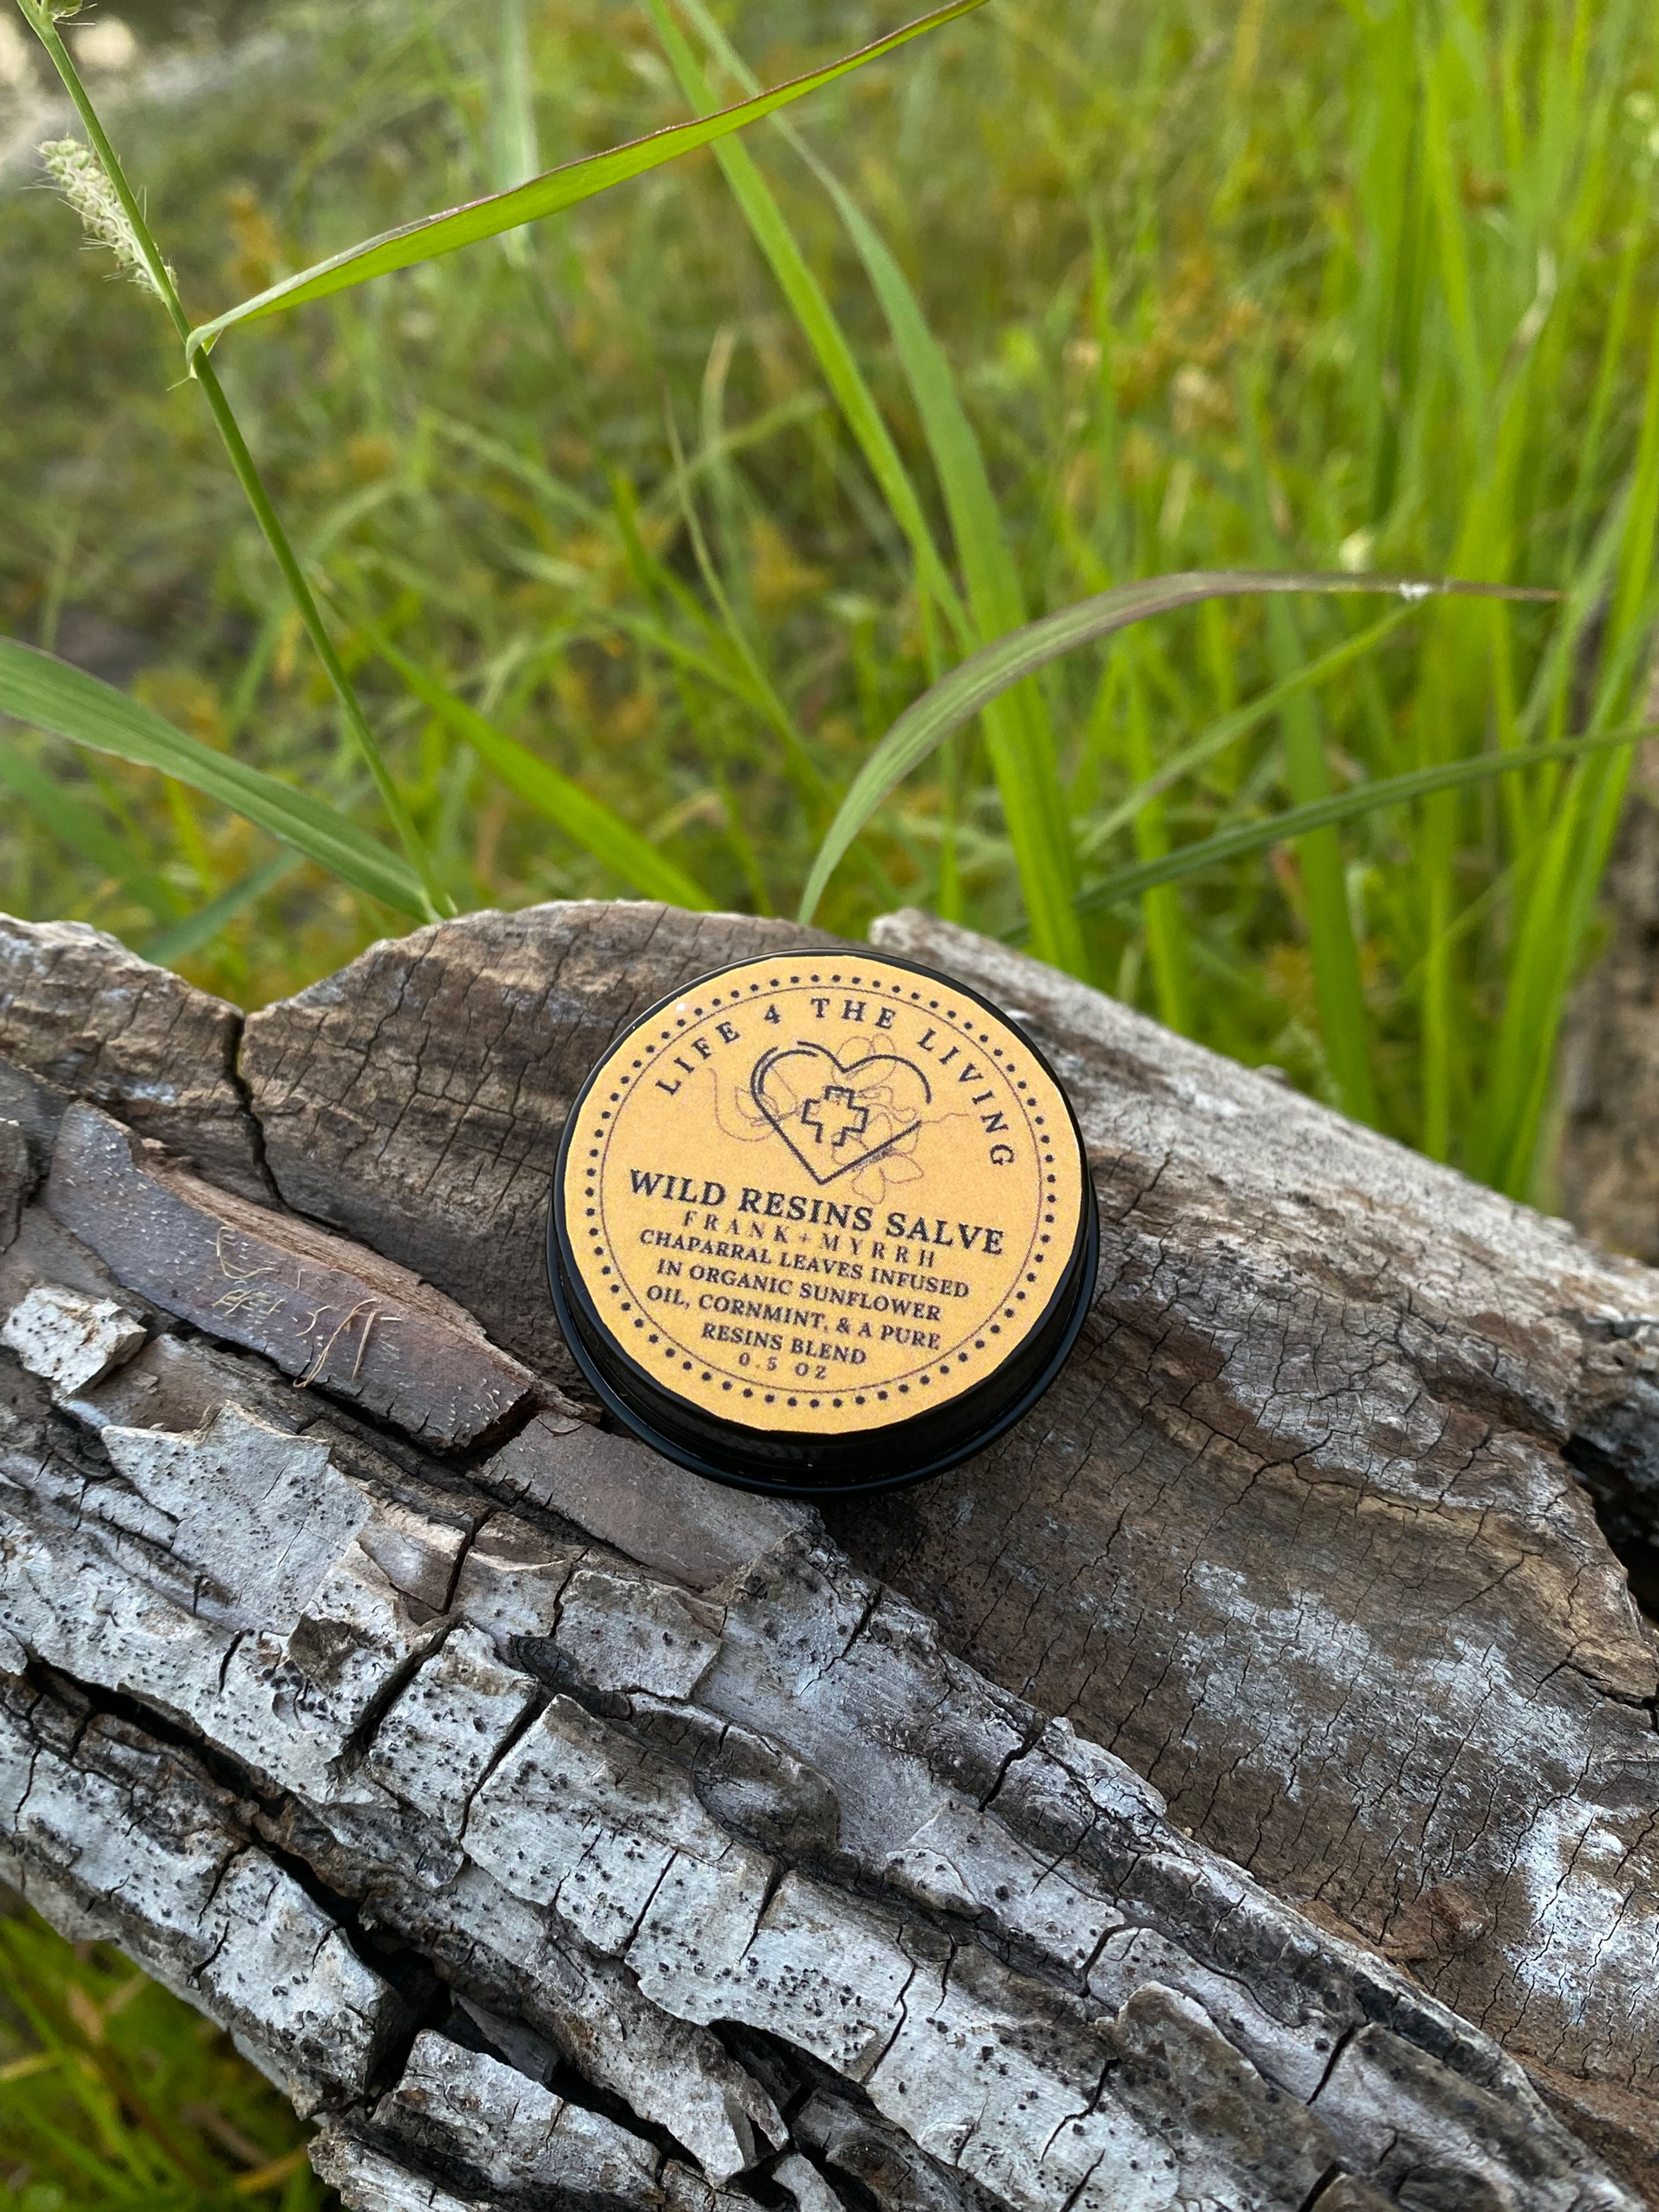 LIFE 4 THE LIVING
WILD RESINS SALVE
FRANK+MYRRH
CHAPARRAL LEAVES INFUSED
IN ORGANIC SUNFLOWER
OIL, CORNMINT, & A PURE
RESINS BLEND
0.5 OZ